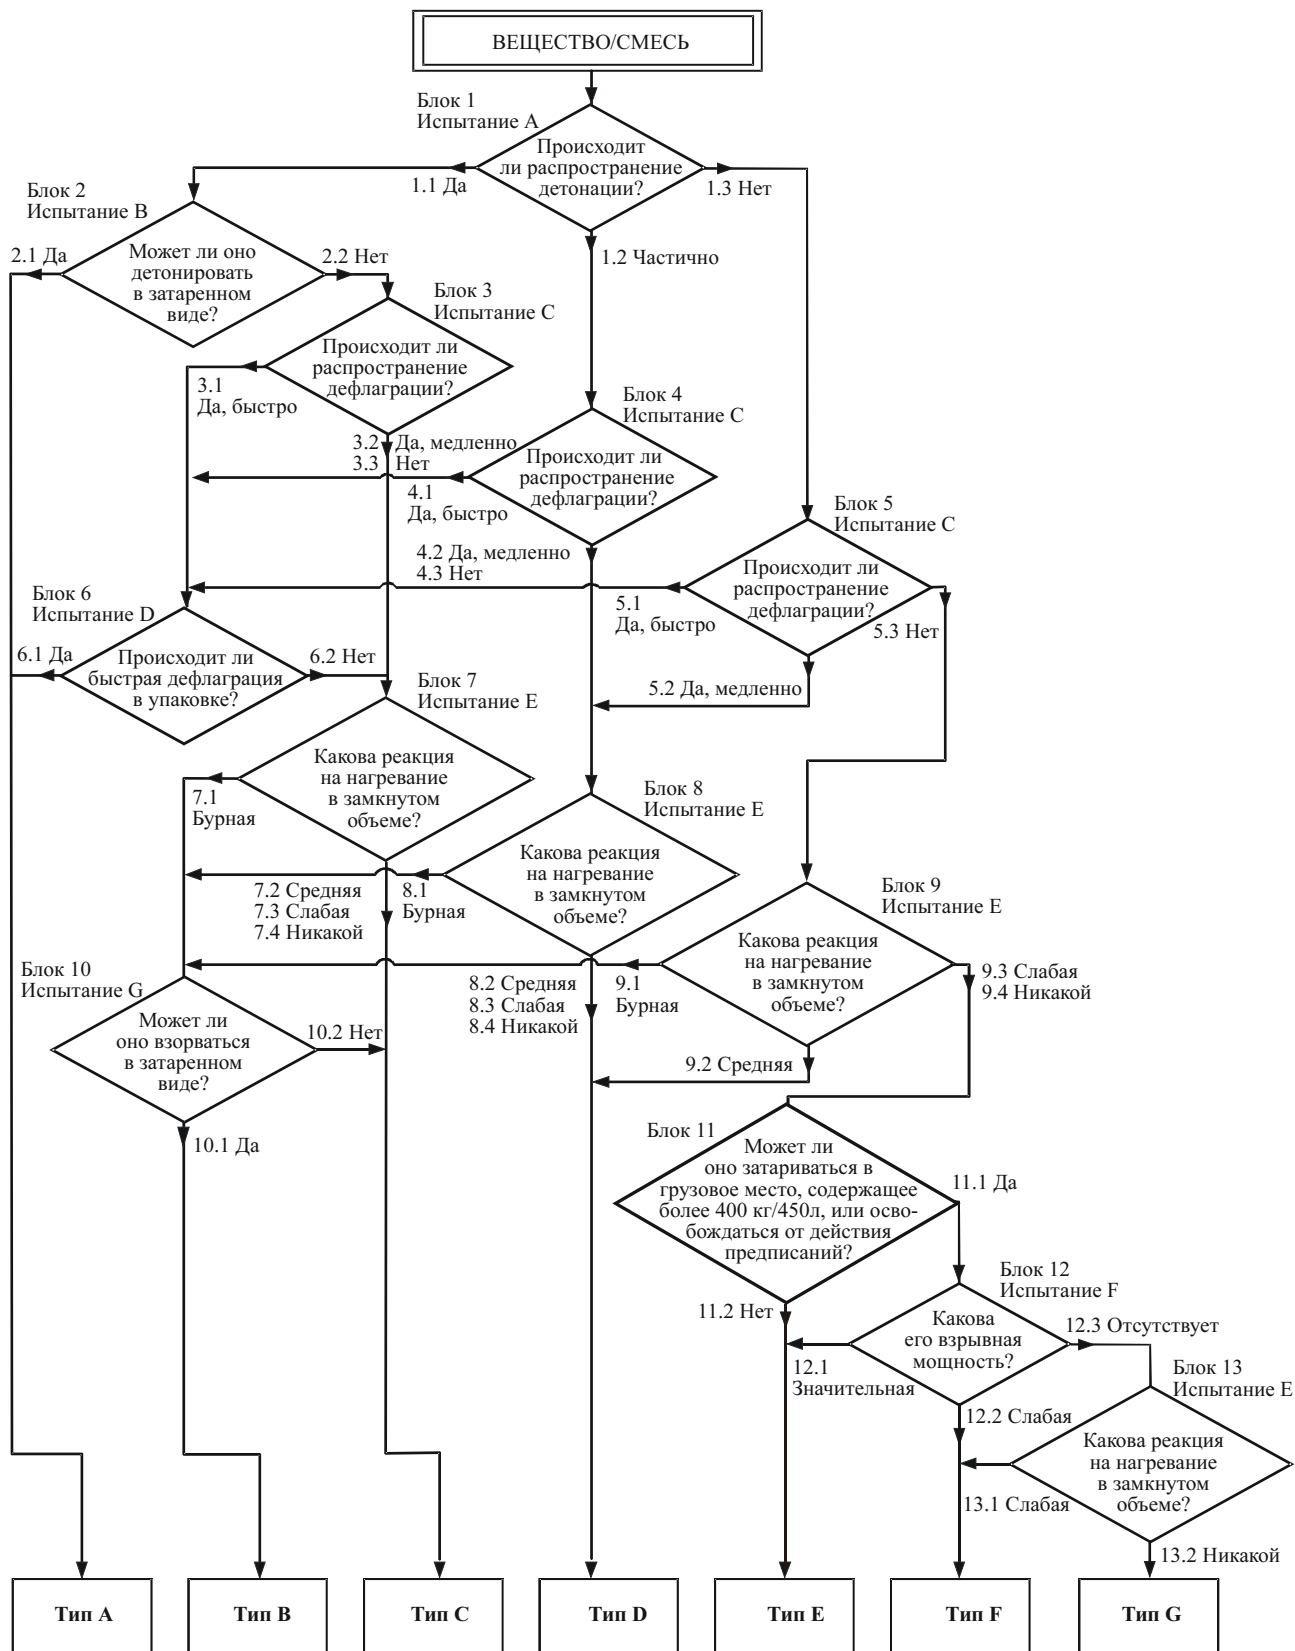 ВЕЩЕСТВО/СМЕСЬ
Блок 1
Испытание A
Происходит
ли распространение
детонации?
1.1 Да
1.3 Нет
1.2 Частично
Блок 2
Испытание B
2.1 Да
2.2 Нет
Может ли оно
детонировать
в затаренном
виде?
Блок 3
Испытание C
Происходит ли
распространение
дефлаграции?
3.1
Да, быстро
3.2 Да, медленно
3.3 Нет
Блок 4
Испытание C
Происходит ли
распространение
дефлаграции?
4.1
Да, быстро
4.2 Да, медленно
4.3 Нет
Блок 5
Испытание C
Происходит ли
распространение
дефлаграции?
5.1
Да, быстро
5.3 Нет
5.2 Да, медленно
Блок 6
Испытание D
6.1 Да
6.2 Нет
Происходит ли
быстрая дефлаграция
в упаковке?
Блок 7
Испытание E
Какова реакция
на нагревание
в замкнутом
объеме?
7.1
Бурная
7.2 Средняя
7.3 Слабая
7.4 Никакой
Блок 8
Испытание E
Какова реакция
на нагревание
в замкнутом
объеме?
8.1
Бурная
8.2 Средняя
8.3 Слабая
8.4 Никакой
Блок 9
Испытание E
Какова реакция
на нагревание
в замкнутом
объеме?
9.1
Бурная
9.3 Слабая
9.4 Никакой
9.2 Средняя
Блок 10
Испытание G
Может ли
оно взорваться
в затаренном
виде?
10.2 Нет
10.1 Да
Блок 11
Может ли
оно затариваться в
грузовое место, содержащее
более 400 кг/450л, или осво-
бождаться от действия
предписаний?
11.1 Да
11.2 Нет
Блок 12
Испытание F
Какова
его взрывная
мощность?
12.3 Отсутствует
12.1
Значительная
12.2 Слабая
Блок 13
Испытание E
Какова реакция
на нагревание
в замкнутом
объеме?
13.1 Слабая
13.2 Никакой
Тип A
Тип B
Тип C
Тип D
Тип E
Тип F
Тип G